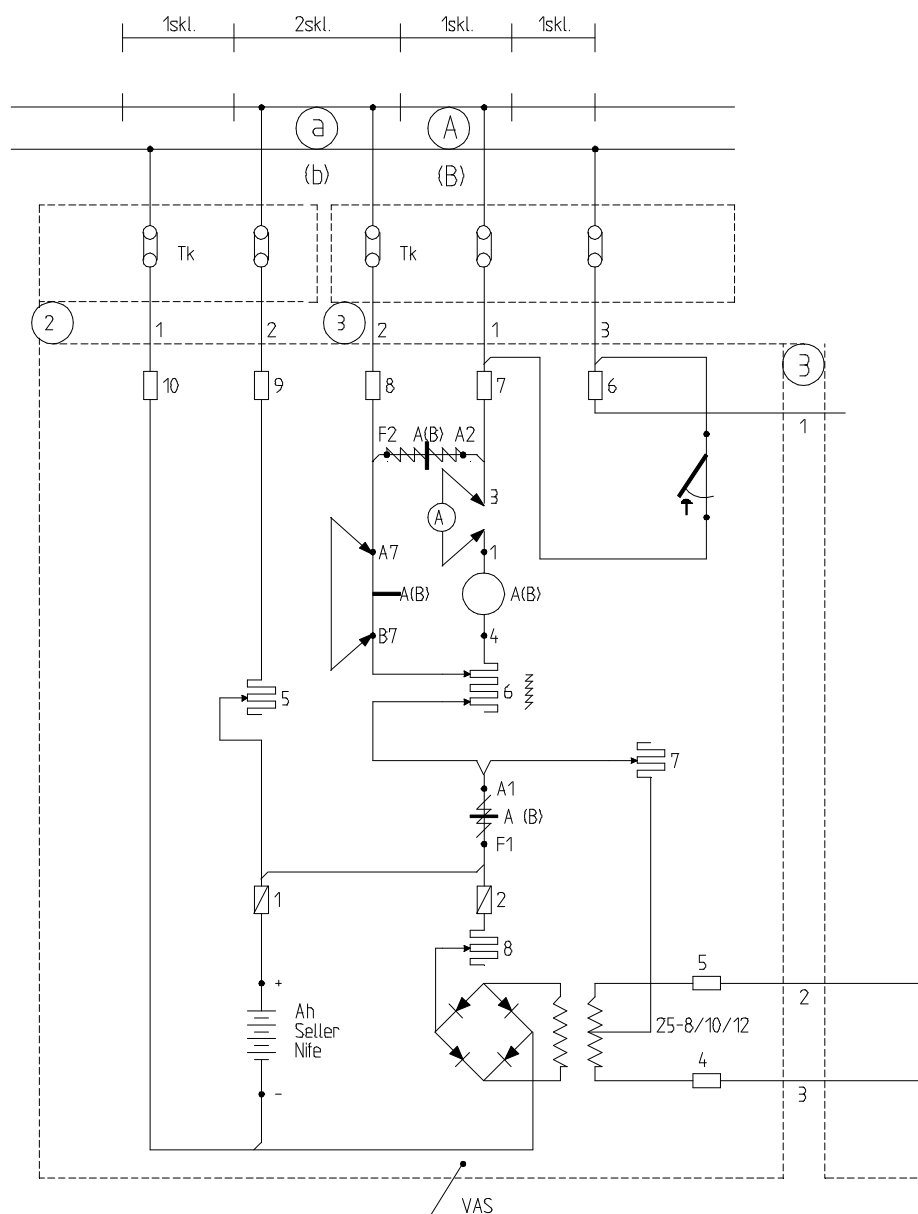 1skl. 2skl. 1skl. 1skl.
a A
(b) (B)
Tk Tk
2 3
1 2 2 1 3
3
10 9 8 7 6
1
F2 A(B) A2
3
A
A7 1
A(B) A(B)
B7 4
5 6
7
A1
A (B)
F1
1 2
8
5
+
2
Ah
Seller
Nife
25-8/10/12
4
-
3
VAS